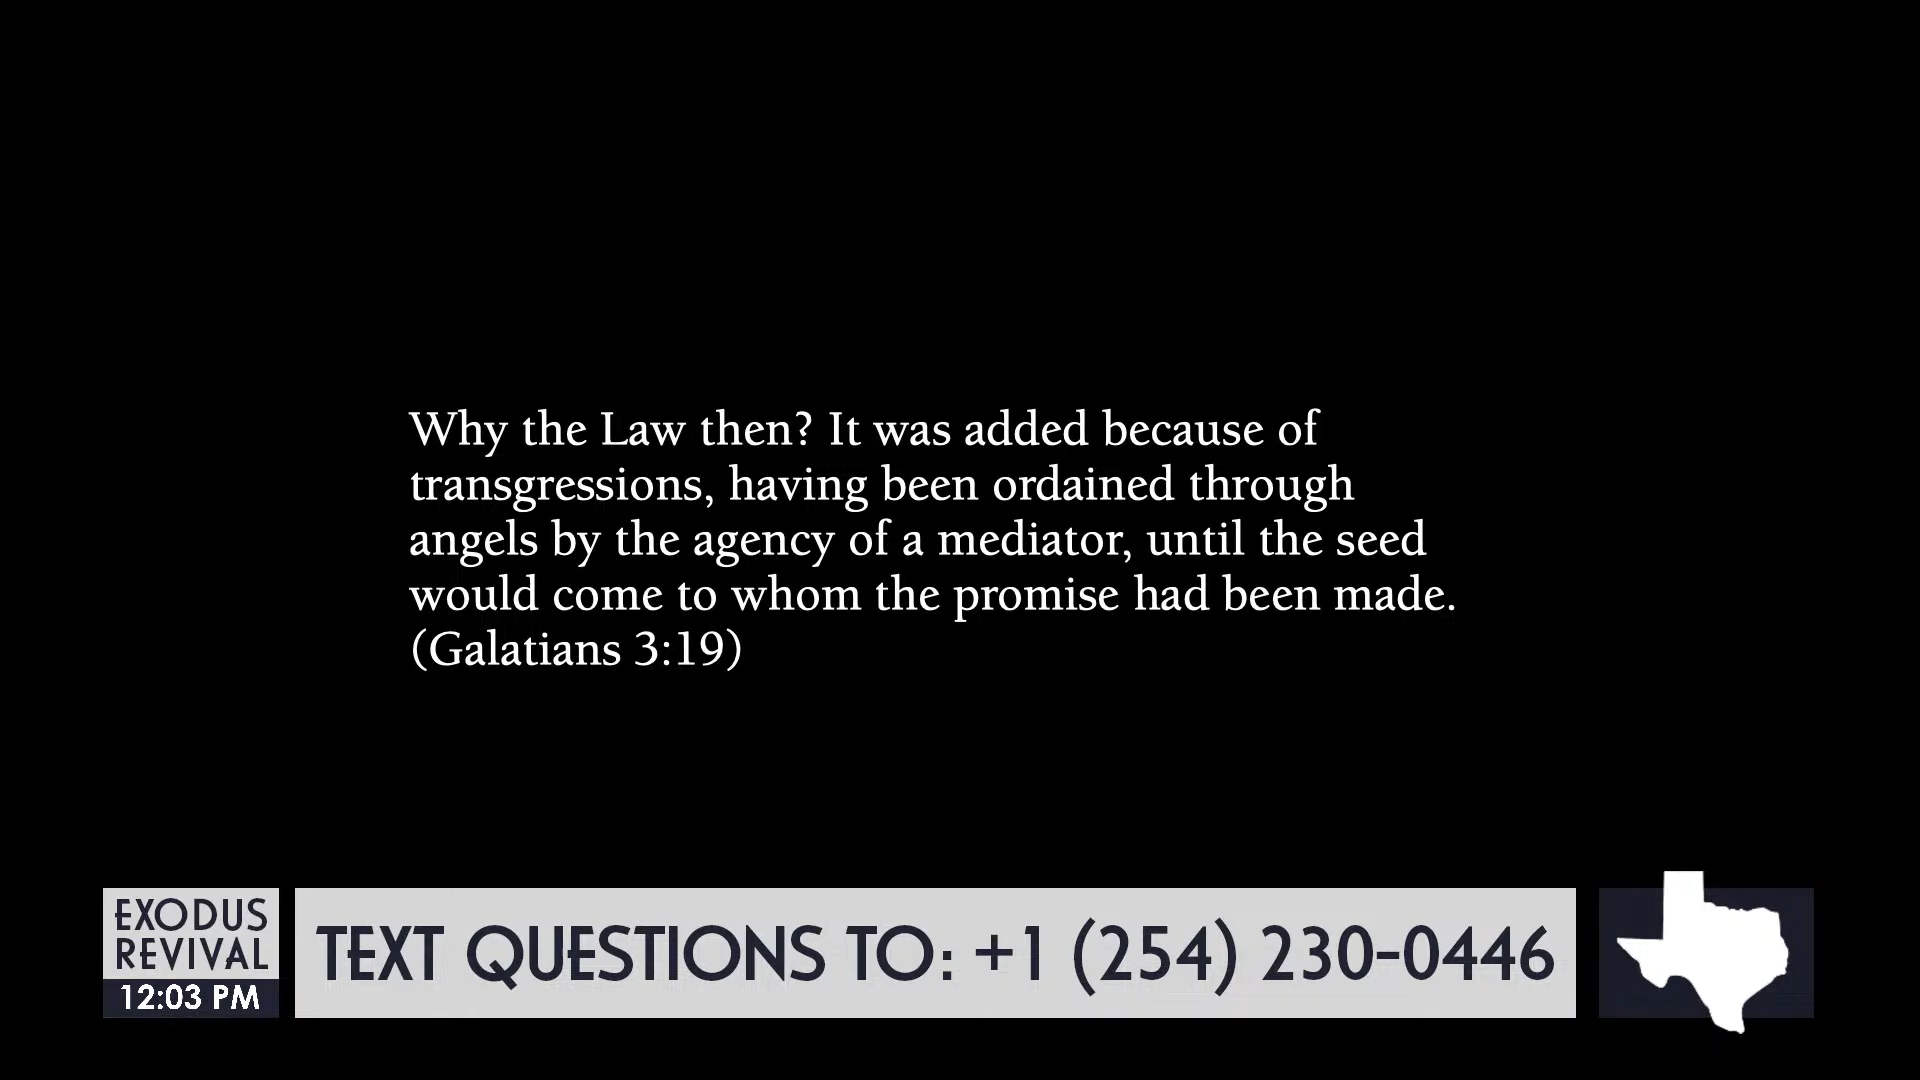 Why the Law then? It was added because of
transgressions, having been ordained through
angels by the agency of a mediator, until the seed
would come to whom the promise had been made.
(Galatians 3:19)
EXODUS
REVIVAL
12:03 PM
TEXT QUESTIONS TO: +1 (254) 230-0446